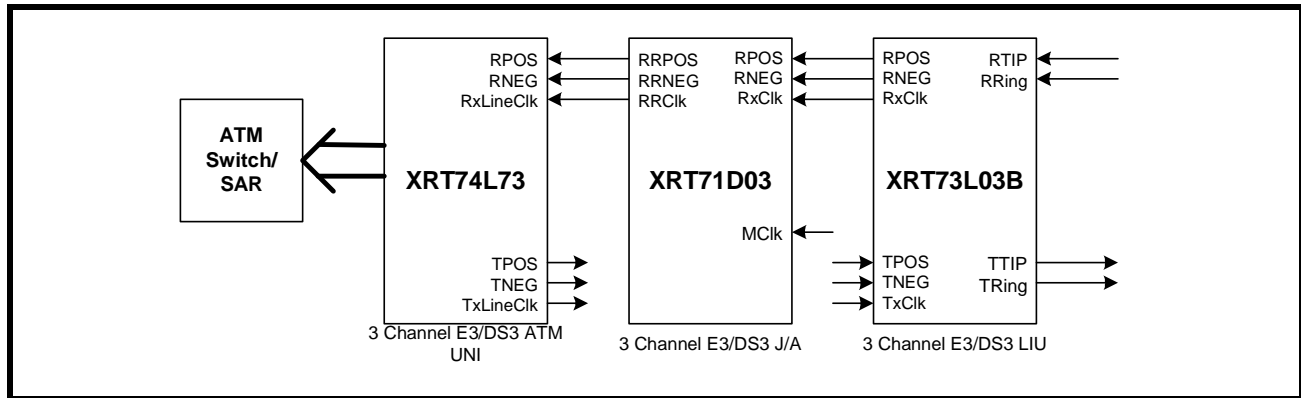 ATM
Switch/
SAR
RPOS
RNEG
RxLineClk
XRT74L73
TPOS
TNEG
TxLineClk
3 Channel E3/DS3 ATM
UNI
RRPOS
RRNEG
RRClk
RPOS
RNEG
RxClk
XRT71D03
MClk
3 Channel E3/DS3 J/A
RPOS
RNEG
RxClk
RTIP
RRing
XRT73L03B
TPOS
TNEG
TxClk
TTIP
TRing
3 Channel E3/DS3 LIU